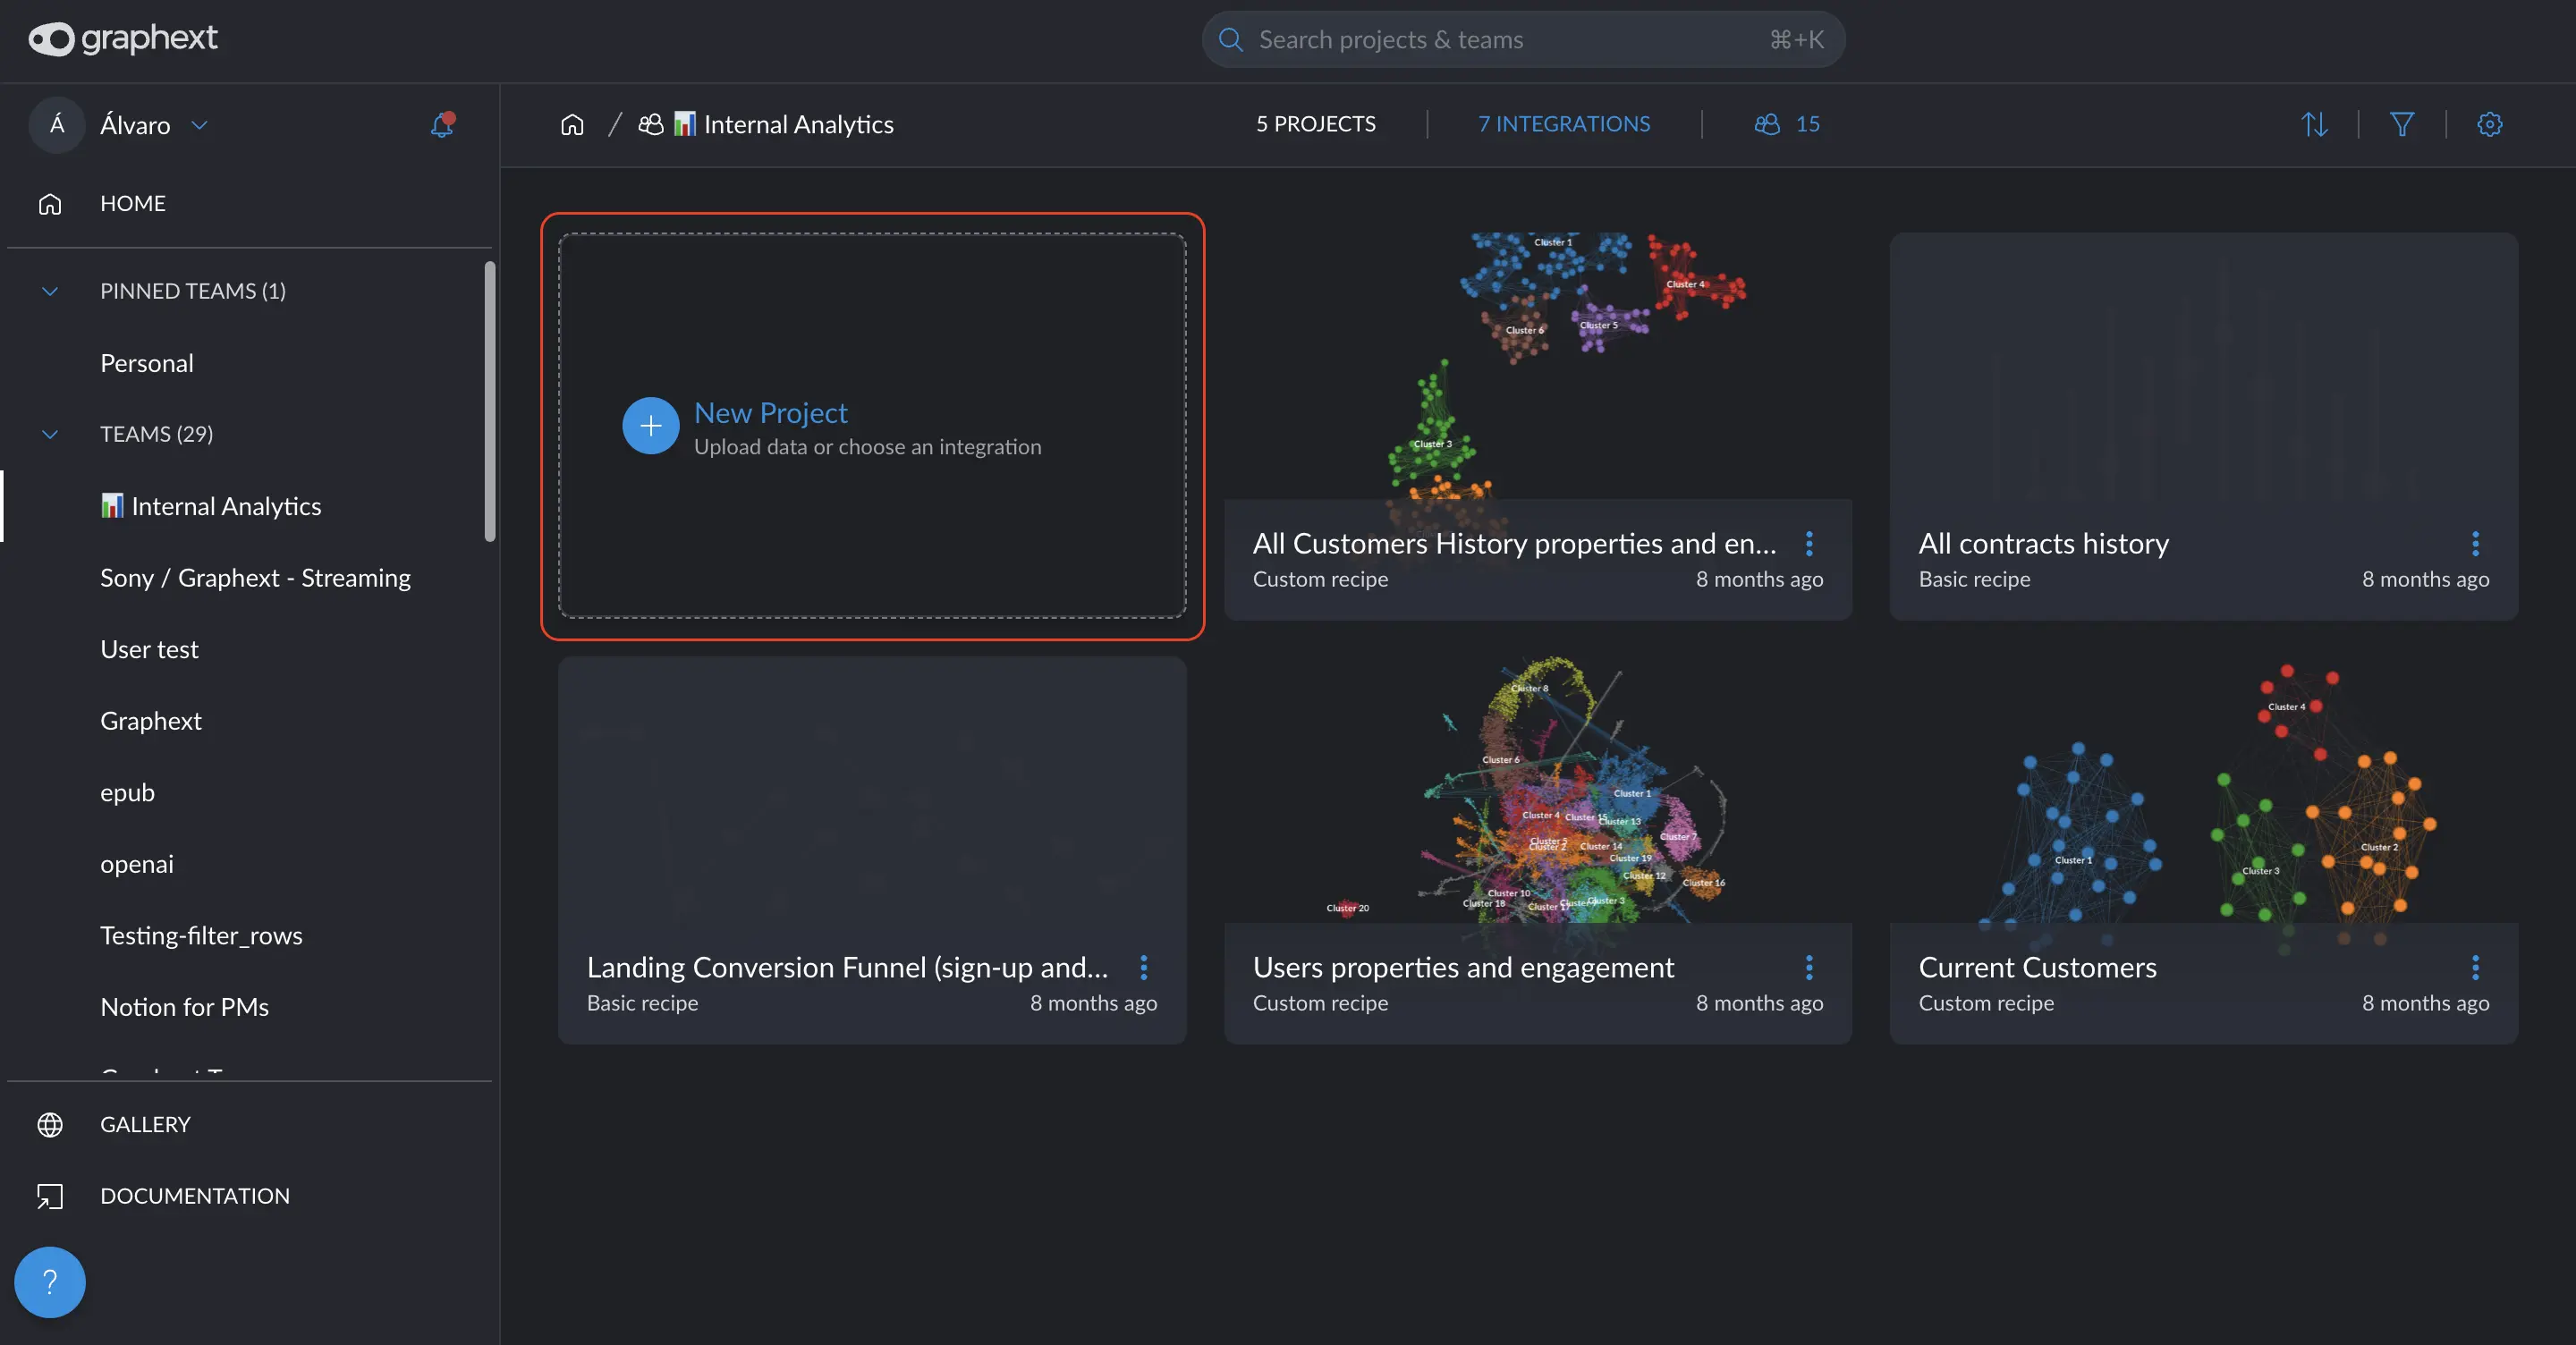 graphext
Search projects & teams ⌘+K
Á Álvaro
HOME
PINNED TEAMS (1)
Personal
TEAMS (29)
Internal Analytics
Sony / Graphext - Streaming
User test
Graphext
epub
openai
Testing-filter_rows
Notion for PMs
GALLERY
DOCUMENTATION
?
/ Internal Analytics
5 PROJECTS
7 INTEGRATIONS
15
New Project
Upload data or choose an integration
Cluster 1
Cluster 4
Cluster 5
Cluster 6
Cluster 3
All Customers History properties and en...
Custom recipe 8 months ago
All contracts history
Basic recipe 8 months ago
Landing Conversion Funnel (sign-up and...
Basic recipe 8 months ago
Cluster 8
Cluster 6
Cluster 1
Cluster 4
Cluster 15
Cluster 13
Cluster 7
Cluster 5
Cluster 2
Cluster 14
Cluster 19
Cluster 12
Cluster 16
Cluster 10
Cluster 18
Cluster 3
Cluster 20
Users properties and engagement
Custom recipe 8 months ago
Cluster 4
Cluster 1
Cluster 2
Cluster 3
Current Customers
Custom recipe 8 months ago